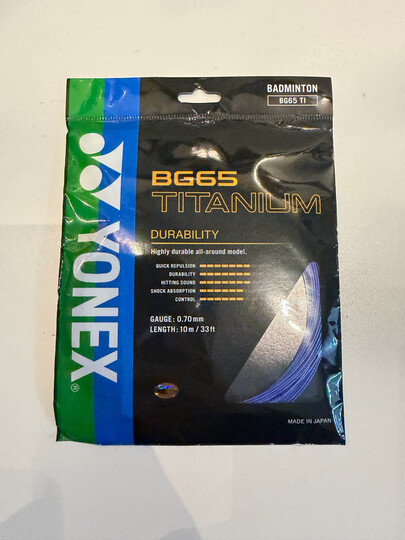 BADMINTON
BG65 TI
YONEX®
BG65
TITANIUM
DURABILITY
Highly durable all-around model.
QUICK REPULSION
DURABILITY
HITTING SOUND
SHOCK ABSORPTION
CONTROL
GAUGE: 0.70mm
LENGTH: 10m / 33ft
MADE IN JAPAN